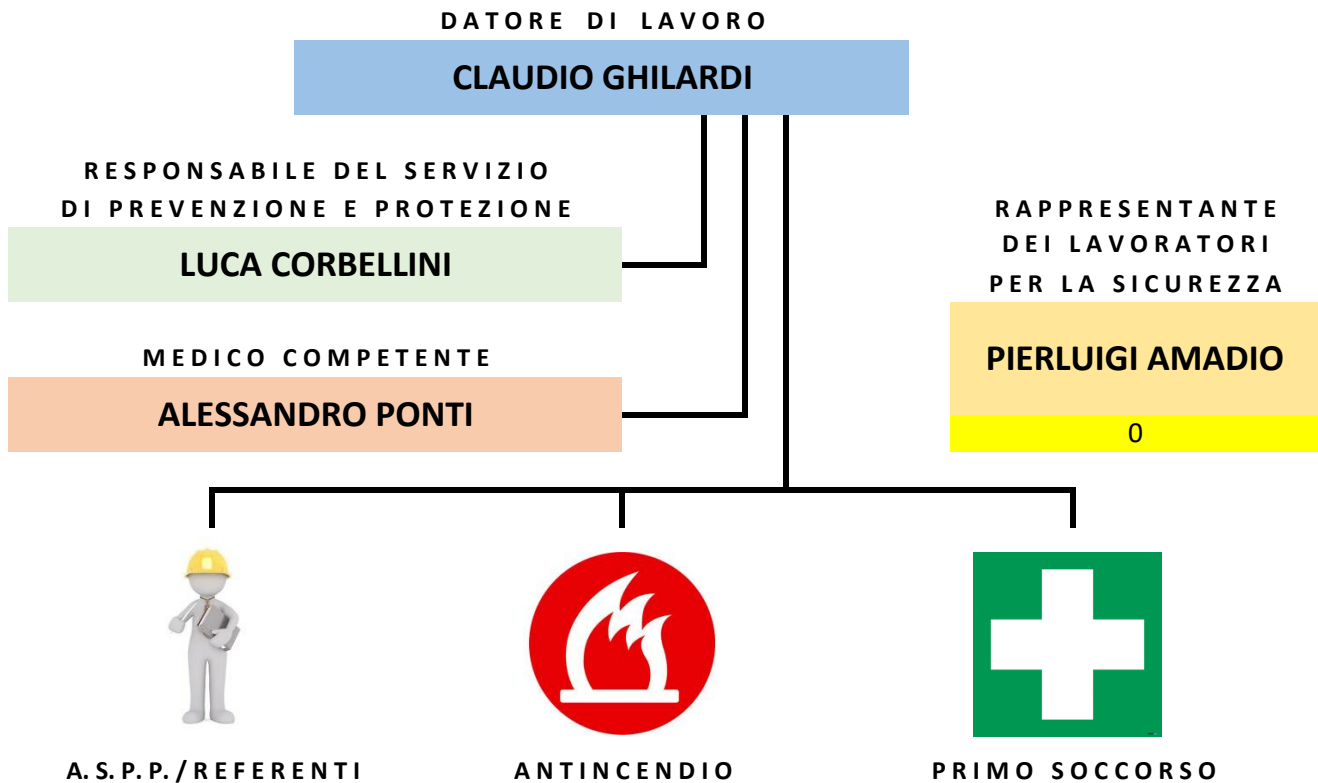 DATORE DI LAVORO
CLAUDIO GHILARDI
RESPONSABILE DEL SERVIZIO
DI PREVENZIONE E PROTEZIONE
LUCA CORBELLINI
MEDICO COMPETENTE
ALESSANDRO PONTI
RAPPRESENTANTE
DEI LAVORATORI
PER LA SICUREZZA
PIERLUIGI AMADIO
0
A.S.P.P./REFERENTI
ANTINCENDIO
PRIMO SOCCORSO